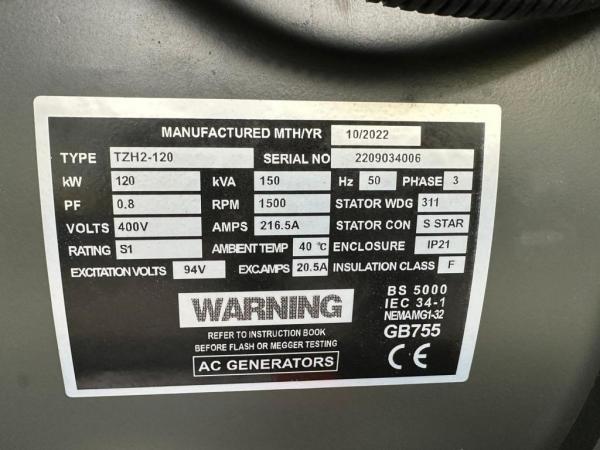 MANUFACTURED MTH/YR 10/2022
TYPE TZH2-120 SERIAL NO 2209034006
kW 120 kVA 150 Hz 50 PHASE 3
PF 0.8 RPM 1500 STATOR WDG 311
VOLTS 400V AMPS 216.5A STATOR CON S STAR
RATING S1 AMBIENT TEMP 40 °C ENCLOSURE IP21
EXCITATION VOLTS 94V EXC.AMPS 20.5A INSULATION CLASS F
WARNING
REFER TO INSTRUCTION BOOK
BEFORE FLASH OR MEGGER TESTING
AC GENERATORS
BS 5000
IEC 34-1
NEMAMG1-32
GB755
CE